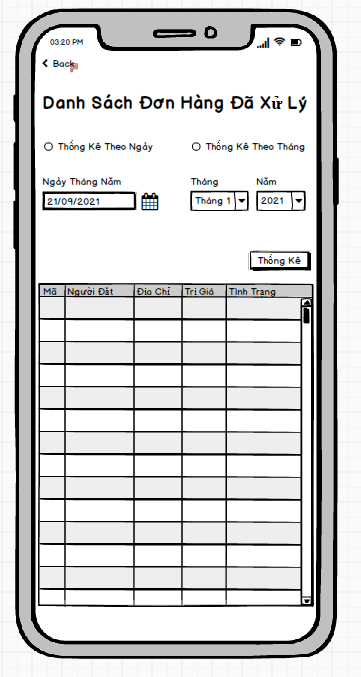 03:20 PM
Back
Danh Sách Đơn Hàng Đã Xử Lý
Thống Kê Theo Ngày
Thống Kê Theo Tháng
Ngày Tháng Năm
Tháng
Năm
21/09/2021
Tháng 1
2021
Thống Kê
Mã Người Đặt Địa Chỉ Trị Giá Tình Trạng